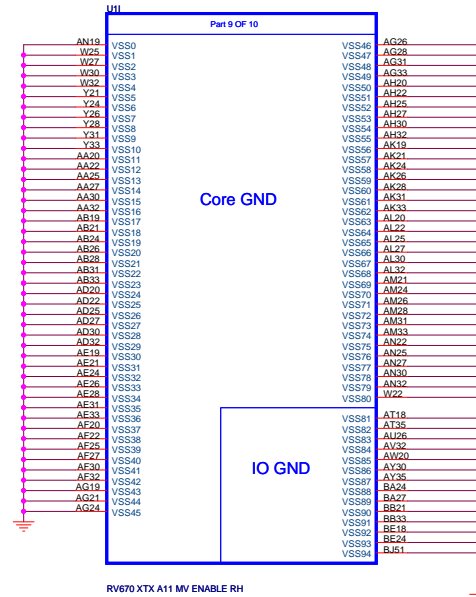 U1I
Part 9 OF 10
AN19 VSS0 VSS46 AG26
W25 VSS1 VSS47 AG28
W27 VSS2 VSS48 AG31
W30 VSS3 VSS49 AG33
W32 VSS4 VSS50 AH20
Y21 VSS5 VSS51 AH22
Y24 VSS6 VSS52 AH25
Y26 VSS7 VSS53 AH27
Y28 VSS8 VSS54 AH30
Y31 VSS9 VSS55 AH32
Y33 VSS10 VSS56 AK19
AA20 VSS11 VSS57 AK21
AA22 VSS12 VSS58 AK24
AA25 VSS13 VSS59 AK26
AA27 VSS14 VSS60 AK28
AA30 VSS15 VSS61 AK31
Core GND
AA32 VSS16 VSS62 AK33
AB19 VSS17 VSS63 AL20
AB21 VSS18 VSS64 AL22
AB24 VSS19 VSS65 AL25
AB26 VSS20 VSS66 AL27
AB28 VSS21 VSS67 AL30
AB31 VSS22 VSS68 AL32
AB33 VSS23 VSS69 AM21
AD20 VSS24 VSS70 AM24
AD22 VSS25 VSS71 AM26
AD25 VSS26 VSS72 AM28
AD27 VSS27 VSS73 AM31
AD30 VSS28 VSS74 AM33
AD32 VSS29 VSS75 AN22
AE19 VSS30 VSS76 AN25
AE21 VSS31 VSS77 AN27
AE24 VSS32 VSS78 AN30
AE26 VSS33 VSS79 AN32
AE28 VSS34 VSS80 W22
AE31 VSS35
AE33 VSS36 VSS81 AT18
AF20 VSS37 VSS82 AT35
AF22 VSS38 VSS83 AU26
AF25 VSS39 VSS84 AV32
AF27 VSS40 VSS85 AW20
IO GND
AF30 VSS41 VSS86 AY30
AF32 VSS42 VSS87 AY35
AG19 VSS43 VSS88 BA24
AG21 VSS44 VSS89 BA27
AG24 VSS45 VSS90 BB21
VSS91 BB33
VSS92 BE18
VSS93 BE24
VSS94 BJ51
RV670 XTX A11 MV ENABLE RH